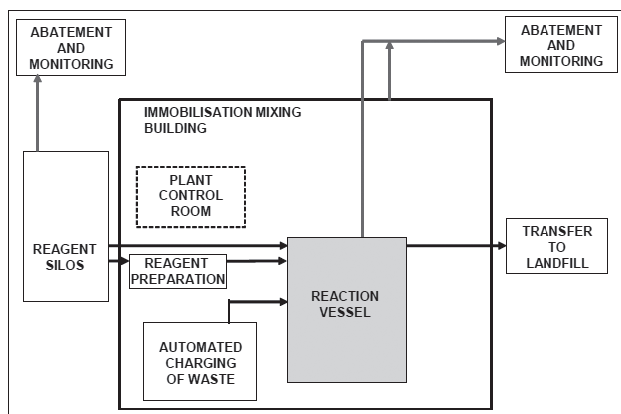 ABATEMENT
AND
MONITORING
ABATEMENT
AND
MONITORING
IMMOBILISATION MIXING
BUILDING
PLANT
CONTROL
ROOM
REAGENT
SILOS
REAGENT
PREPARATION
REACTION
VESSEL
TRANSFER
TO
LANDFILL
AUTOMATED
CHARGING
OF WASTE